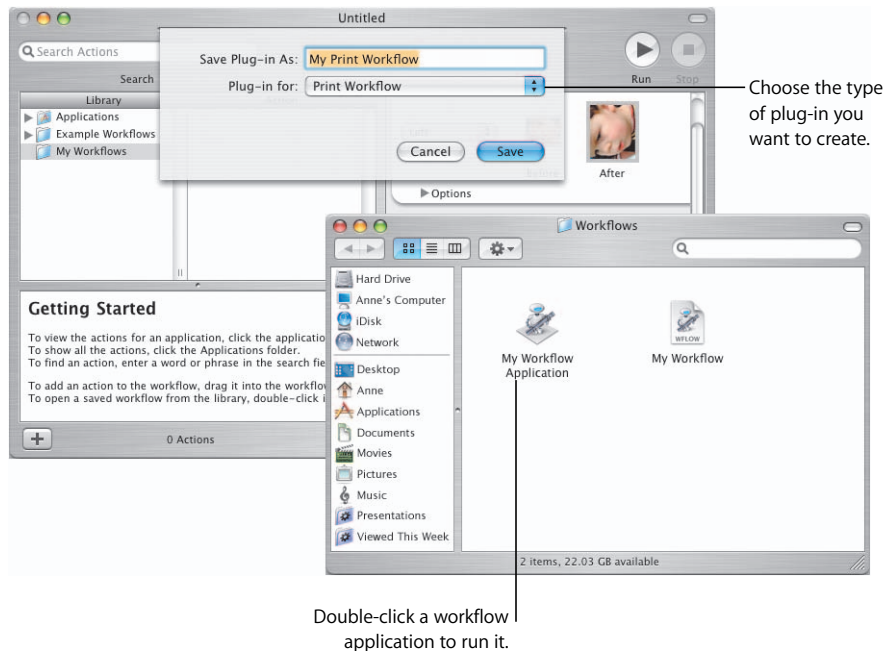 Untitled
Search Actions
Search
Library
Applications
Example Workflows
My Workflows
Save Plug-in As: My Print Workflow
Plug-in for: Print Workflow
Cancel
Save
Run
Stop
After
Options
Choose the type
of plug-in you
want to create.
Getting Started
To view the actions for an application, click the applicatio
To show all the actions, click the Applications folder.
To find an action, enter a word or phrase in the search fie
To add an action to the workflow, drag it into the workflow
To open a saved workflow from the library, double-click i
0 Actions
Workflows
Hard Drive
Anne's Computer
iDisk
Network
Desktop
Anne
Applications
Documents
Movies
Pictures
Music
Presentations
Viewed This Week
My Workflow
Application
WFLOW
My Workflow
2 items, 22.03 GB available
Double-click a workflow
application to run it.